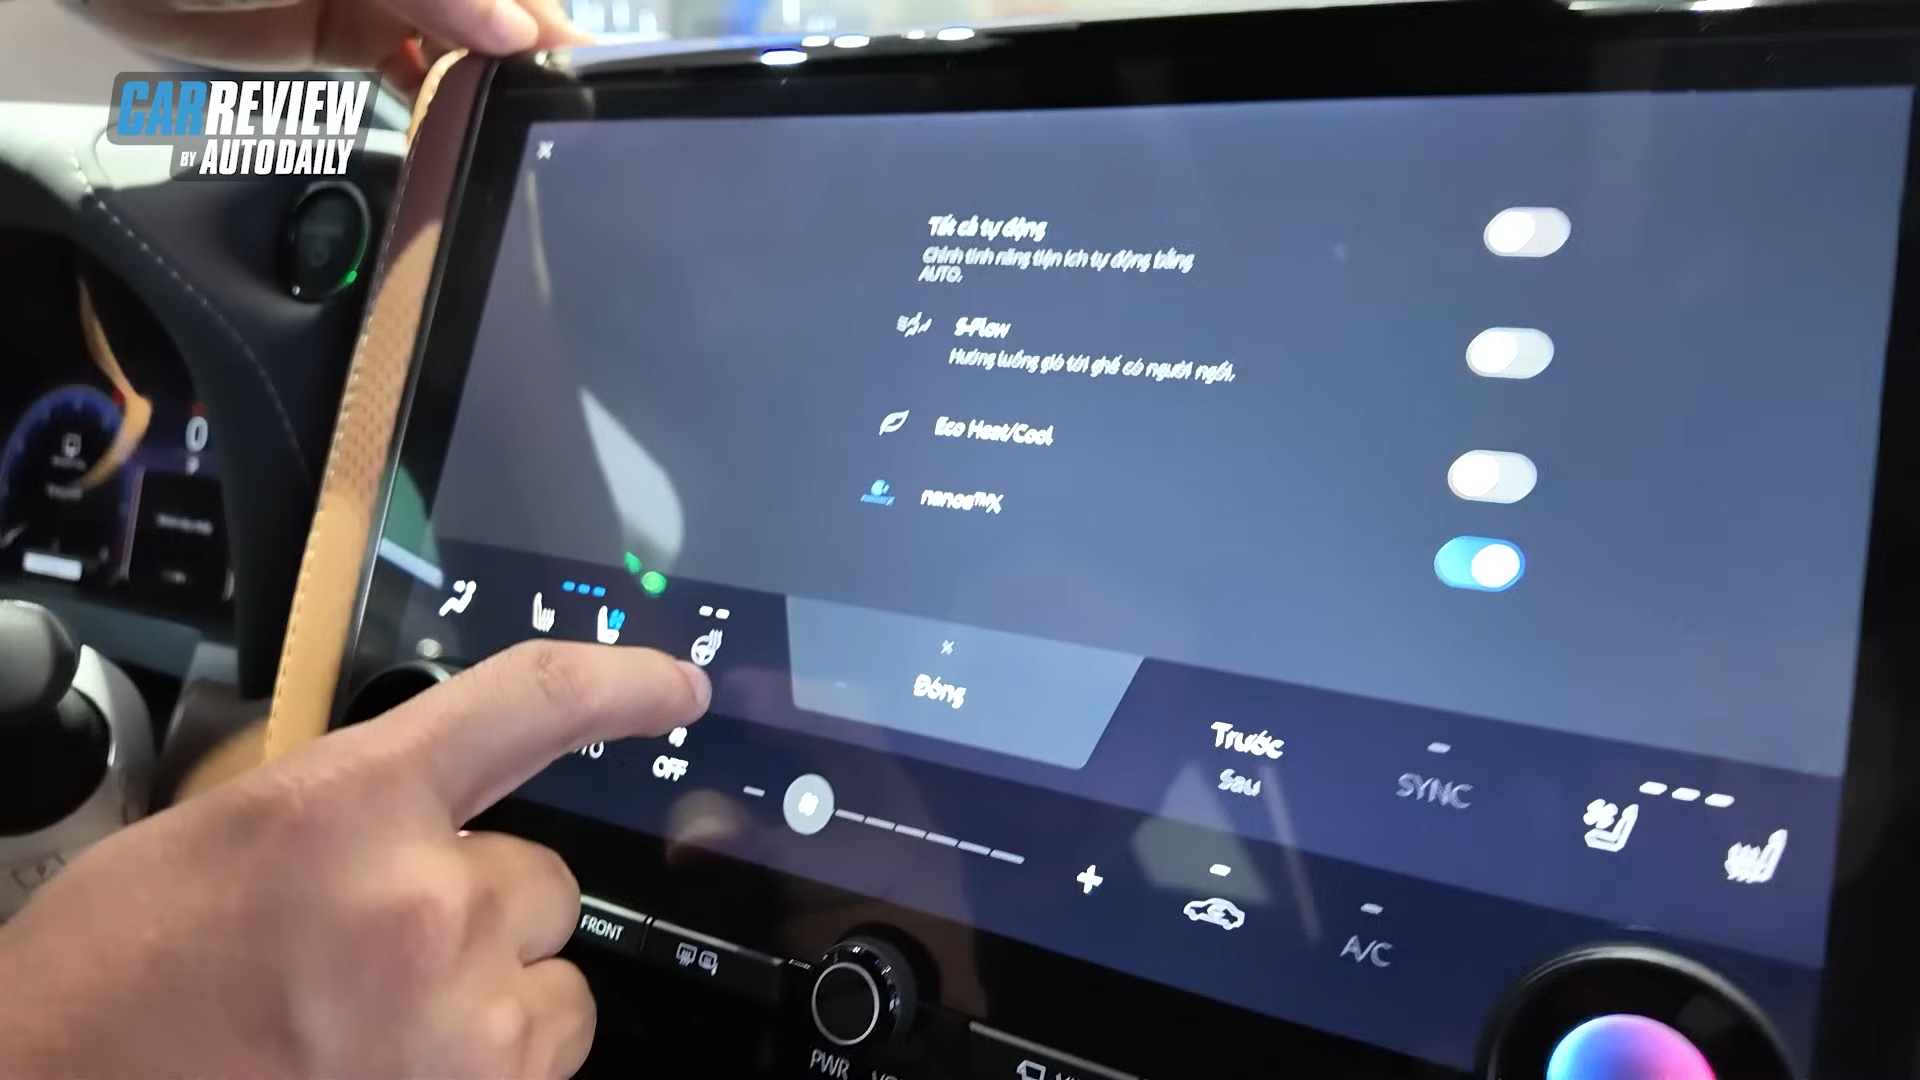 CARREVIEW
BY AUTODAILY
Tất cả tự động
Chỉnh tính năng tiện ích tự động bằng
AUTO.
S-Flow
Hướng luồng gió tới ghế có người ngồi.
Eco Heat/Cool
nanoe™X
Đóng
OFF
Trước
Sau
SYNC
A/C
0
P
FRONT
PWR